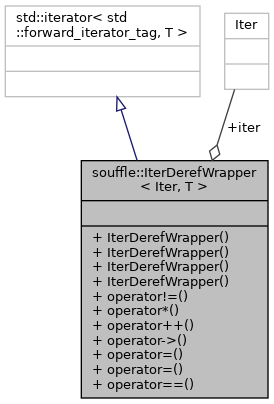 std::iterator< std
::forward_iterator_tag, T >
Iter
+iter
souffle::IterDerefWrapper
< Iter, T >
+ IterDerefWrapper()
+ IterDerefWrapper()
+ IterDerefWrapper()
+ IterDerefWrapper()
+ operator!=()
+ operator*()
+ operator++()
+ operator->()
+ operator=()
+ operator=()
+ operator==()